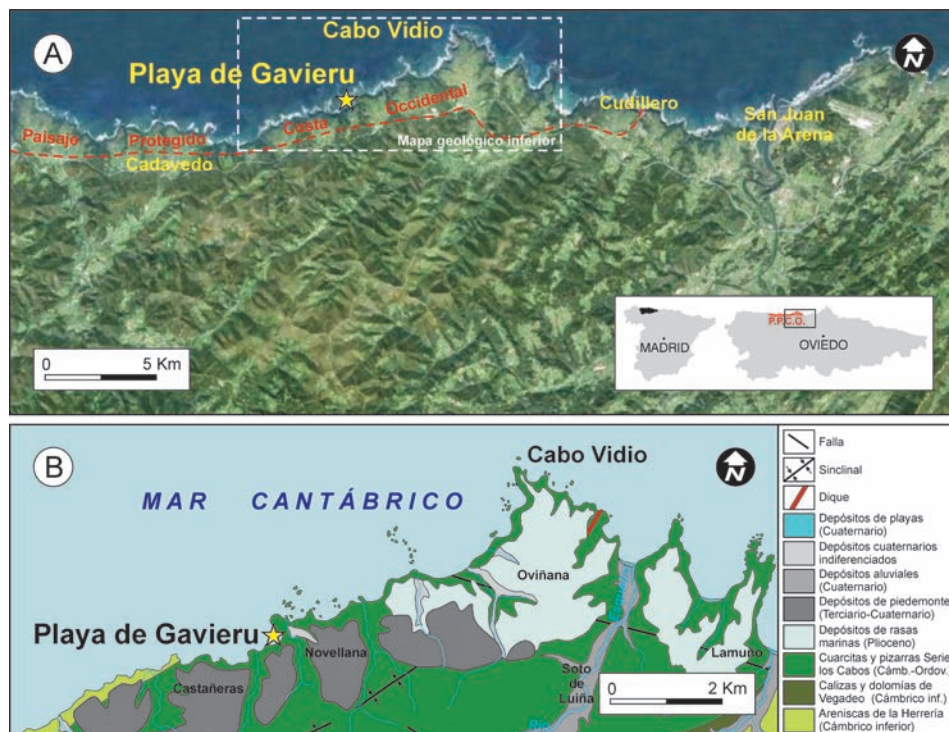 A
Cabo Vidio
N
Playa de Gavieru
Paisaje Protegido Costa Occidental
Cudillero
San Juan
de la Arena
Mapa geológico inferior
Cadavedo
0 5 Km
P.P.C.O.
MADRID
OVIEDO
B
Cabo Vidio
N
MAR CANTÁBRICO
Oviñana
Playa de Gavieru
Novellana
Castañeras
Soto
de
Luiña
Lamuño
0 2 Km
Río
Falla
Sinclinal
Dique
Depósitos de playas
(Cuaternario)
Depósitos cuaternarios
indiferenciados
Depósitos aluviales
(Cuaternario)
Depósitos de piedemonte
(Terciario-Cuaternario)
Depósitos de rasas
marinas (Plioceno)
Cuarcitas y pizarras Serie
los Cabos (Cámb.-Ordov.)
Calizas y dolomías de
Vegadeo (Cámbrico inf.)
Areniscas de la Herrería
(Cámbrico inferior)